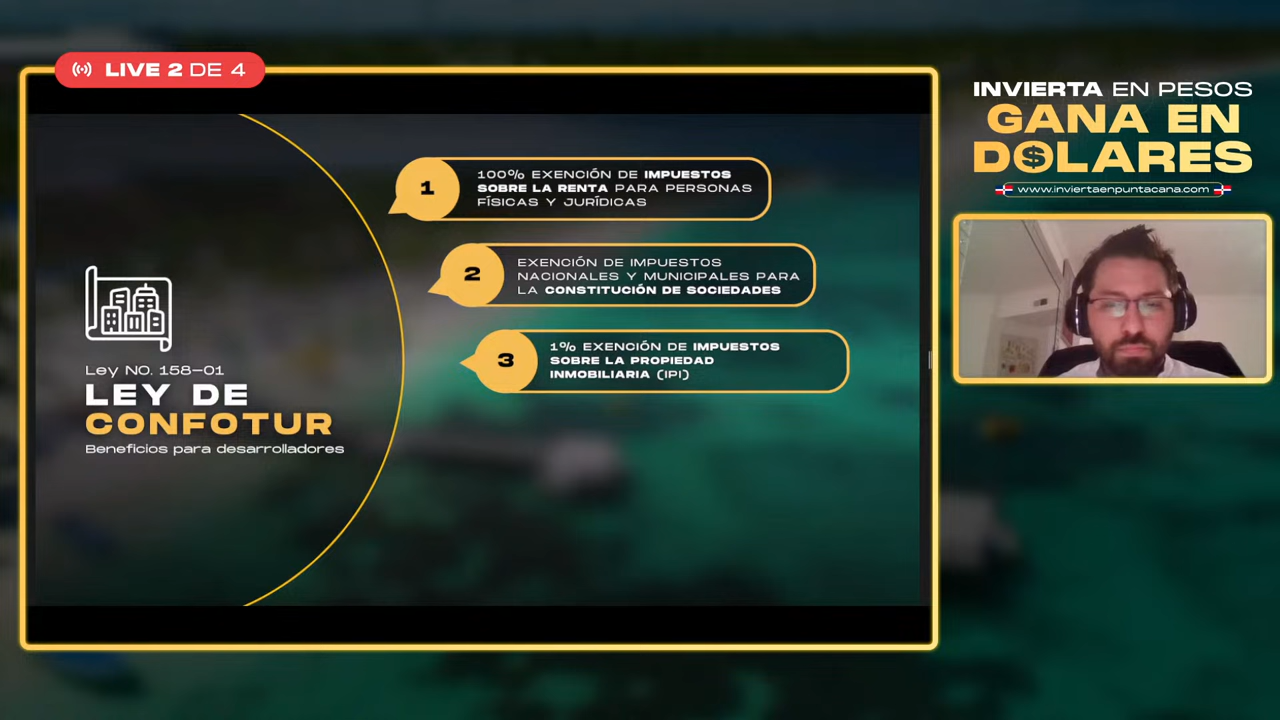 LIVE 2 DE 4
INVIERTA EN PESOS
GANA EN
DOLARES
www.inviertaenpuntacana.com
1
100% EXENCIÓN DE IMPUESTOS
SOBRE LA RENTA PARA PERSONAS
FÍSICAS Y JURÍDICAS
2
EXENCIÓN DE IMPUESTOS
NACIONALES Y MUNICIPALES PARA
LA CONSTITUCIÓN DE SOCIEDADES
3
1% EXENCIÓN DE IMPUESTOS
SOBRE LA PROPIEDAD
INMOBILIARIA (IPI)
Ley NO. 158-01
LEY DE
CONFOTUR
Beneficios para desarrolladores